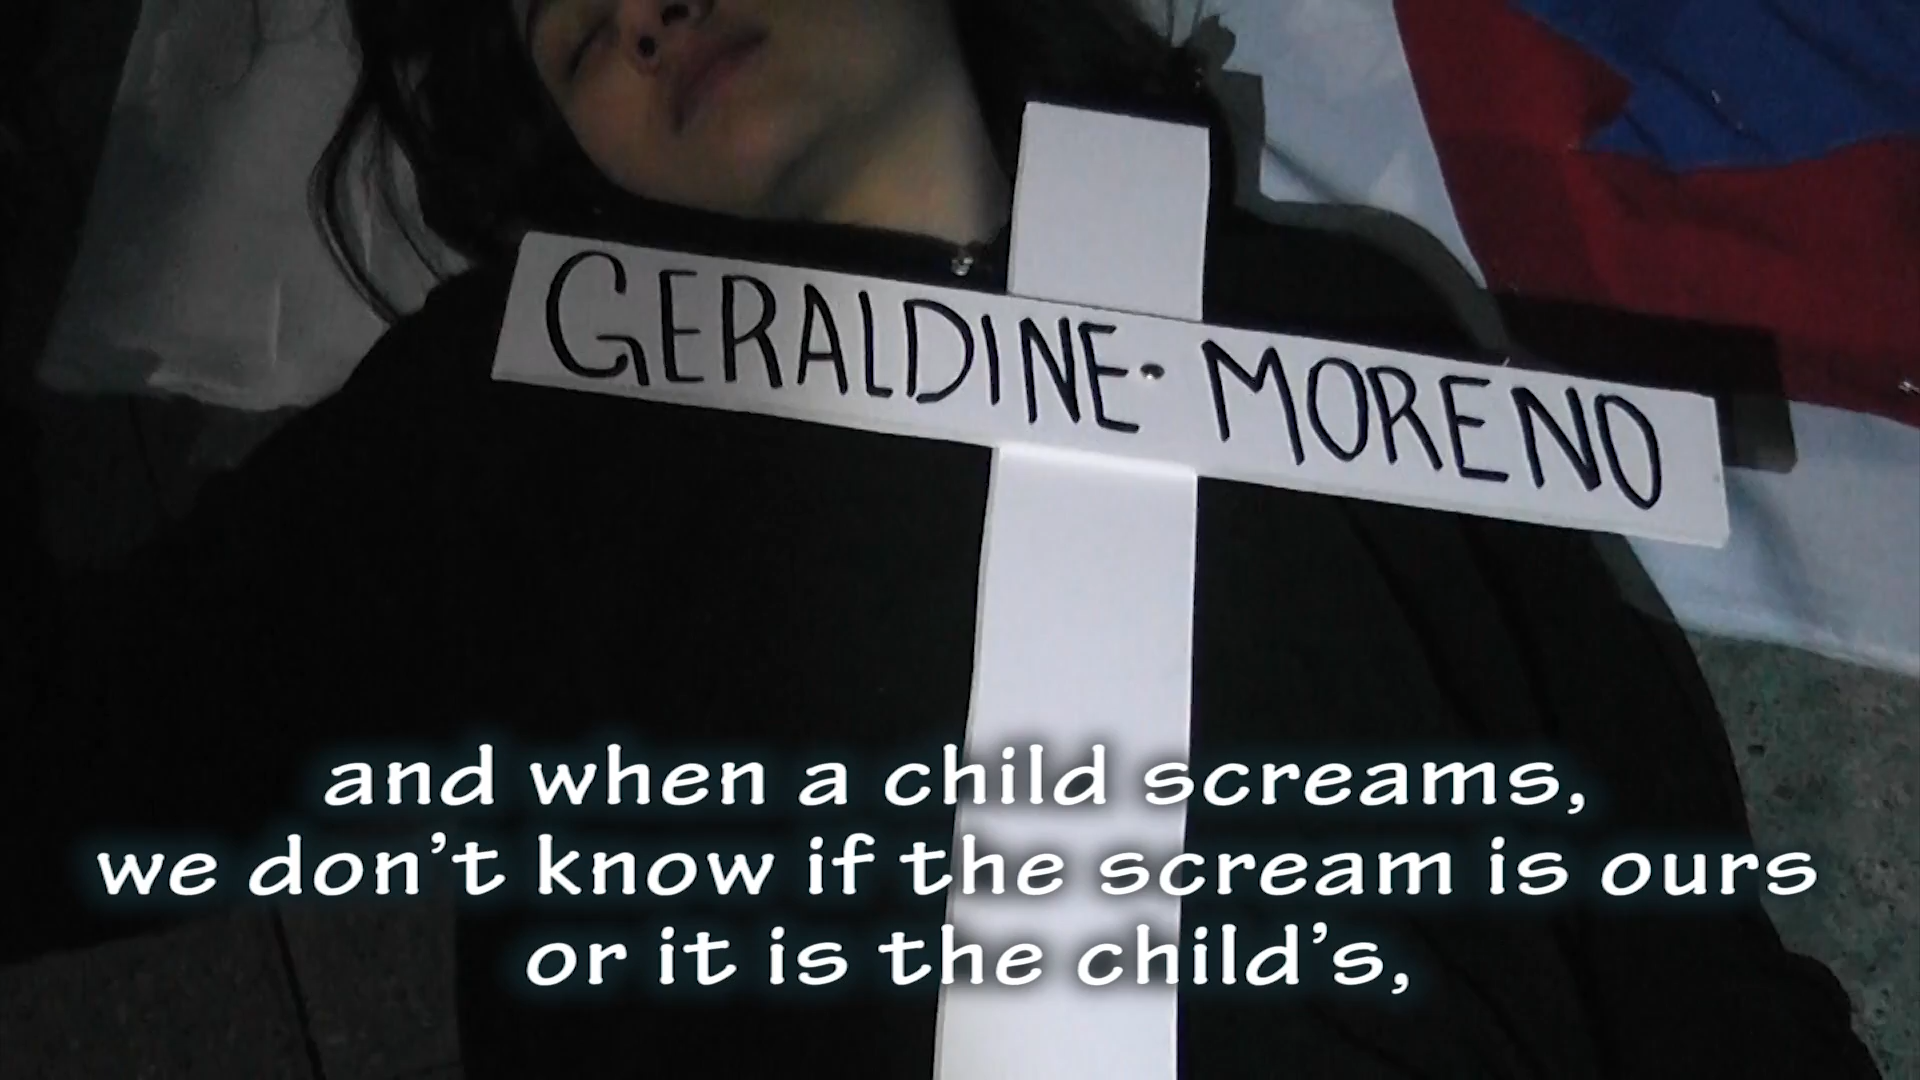 GERALDINE · MORENO
and when a child screams,
we don't know if the scream is ours
or it is the child's,